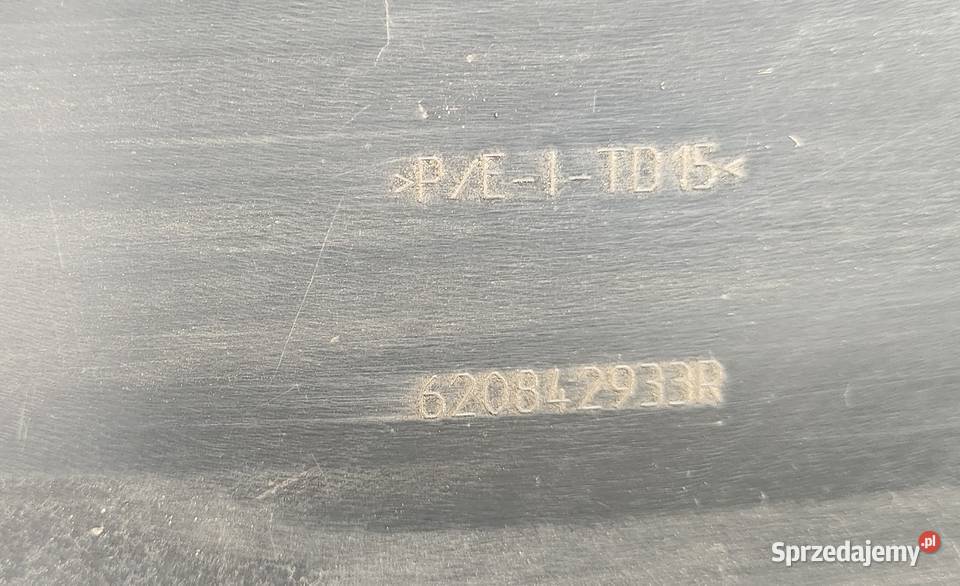 >P/E-I-TD15<
620842933R
Sprzedajemy.pl